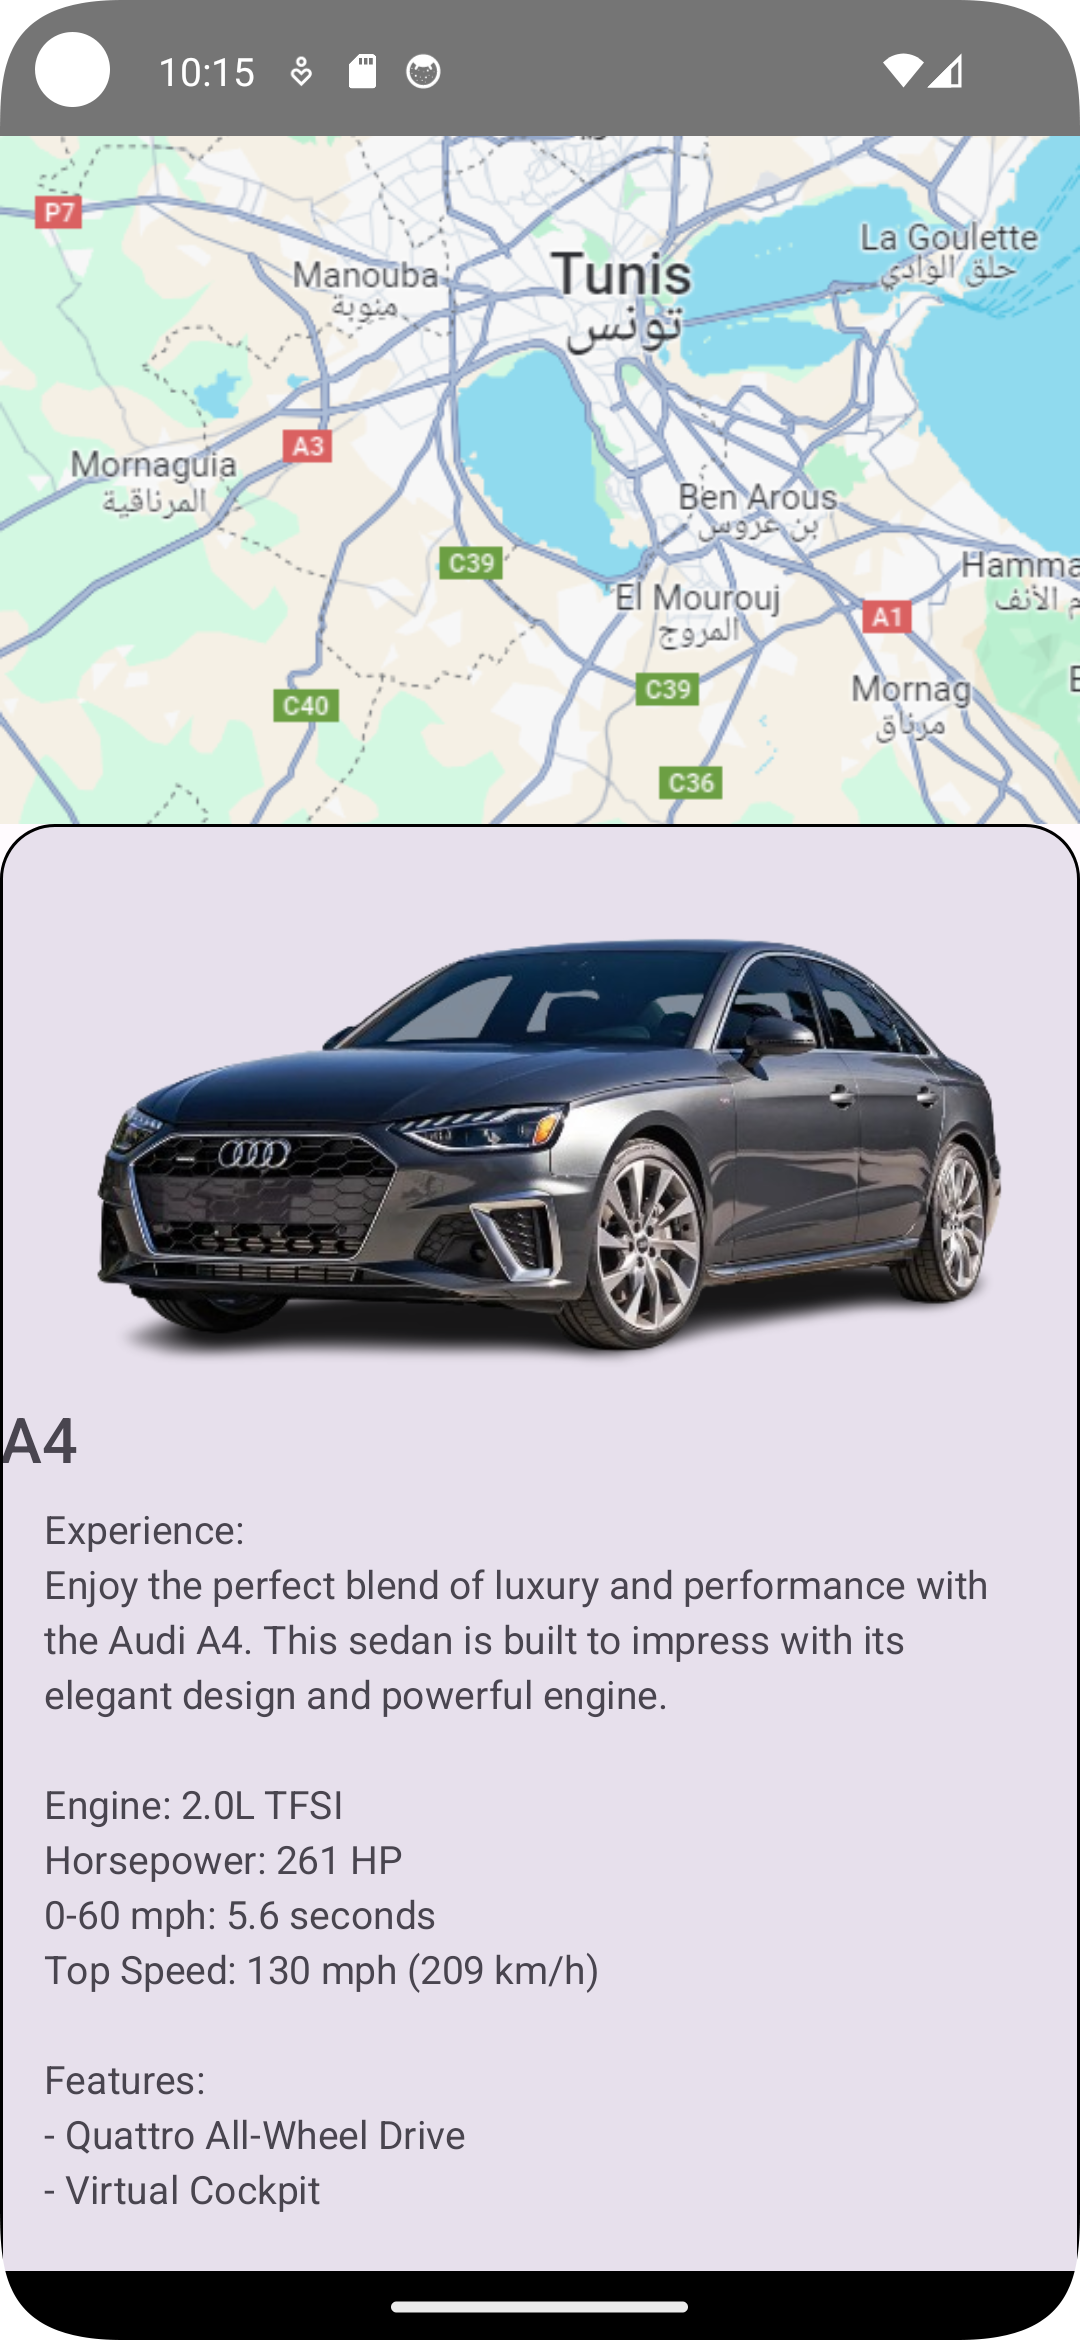 10:15
P7
La Goulette
حلق الوادي
Manouba
منوبة
Tunis
تونس
A3
Mornaguia
المرناقية
Ben Arous
بن عروس
C39
Hamma
م الأنف
El Mourouj
المروج
A1
C39
Mornag
مرناق
C40
C36
A4
Experience:
Enjoy the perfect blend of luxury and performance with
the Audi A4. This sedan is built to impress with its
elegant design and powerful engine.
Engine: 2.0L TFSI
Horsepower: 261 HP
0-60 mph: 5.6 seconds
Top Speed: 130 mph (209 km/h)
Features:
- Quattro All-Wheel Drive
- Virtual Cockpit